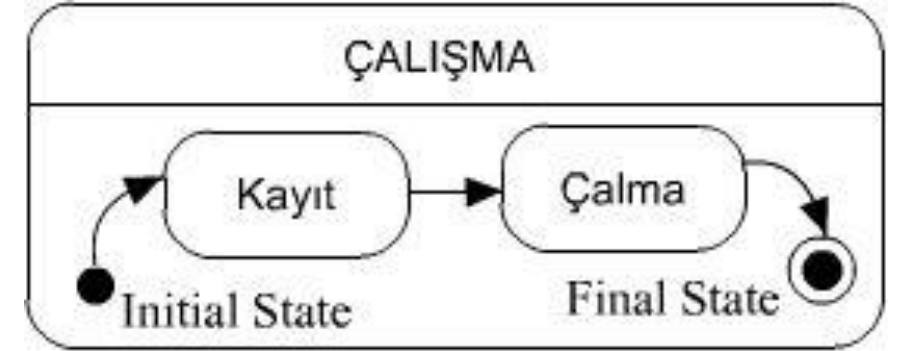 ÇALIŞMA
Kayıt
Çalma
Initial State
Final State